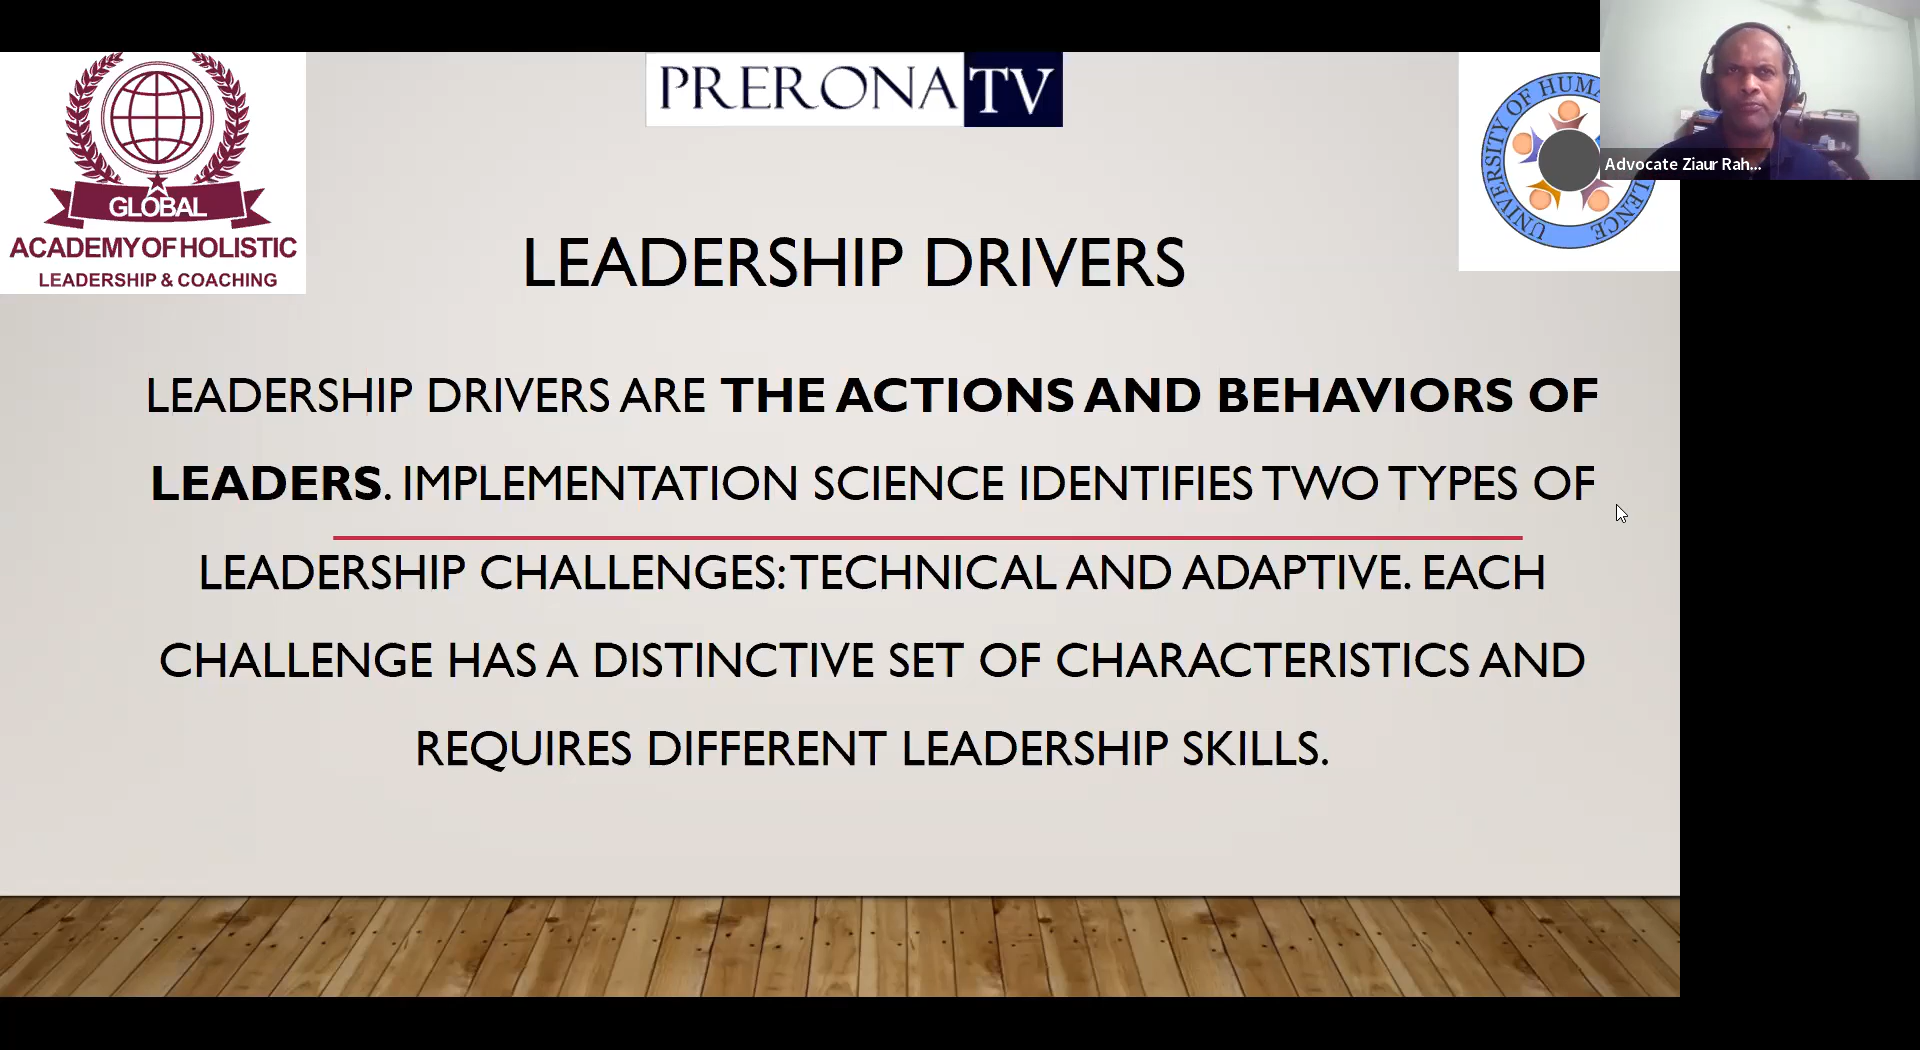 PRERONA TV
GLOBAL
ACADEMY OF HOLISTIC
LEADERSHIP & COACHING
UNIVERSITY OF
Advocate Ziaur Rah...
LEADERSHIP DRIVERS
LEADERSHIP DRIVERS ARE THE ACTIONS AND BEHAVIORS OF
LEADERS. IMPLEMENTATION SCIENCE IDENTIFIES TWO TYPES OF
LEADERSHIP CHALLENGES: TECHNICAL AND ADAPTIVE. EACH
CHALLENGE HAS A DISTINCTIVE SET OF CHARACTERISTICS AND
REQUIRES DIFFERENT LEADERSHIP SKILLS.